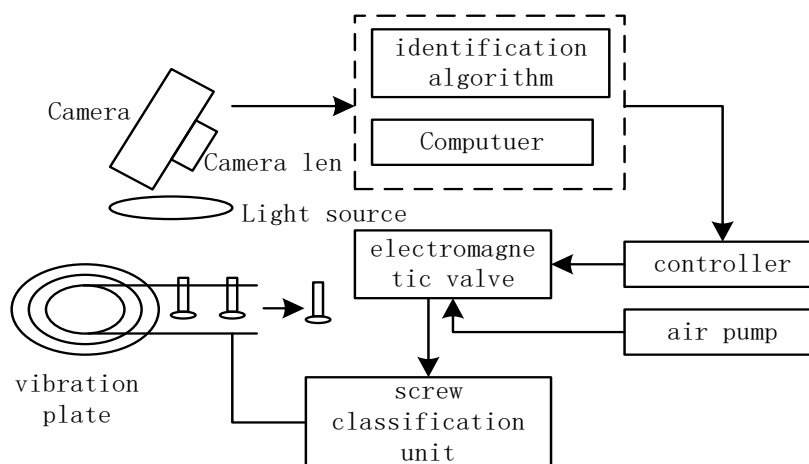 identification
algorithm
Camera
Computuer
Camera len
Light source
electromagne
tic valve
controller
air pump
vibration
plate
screw
classification
unit